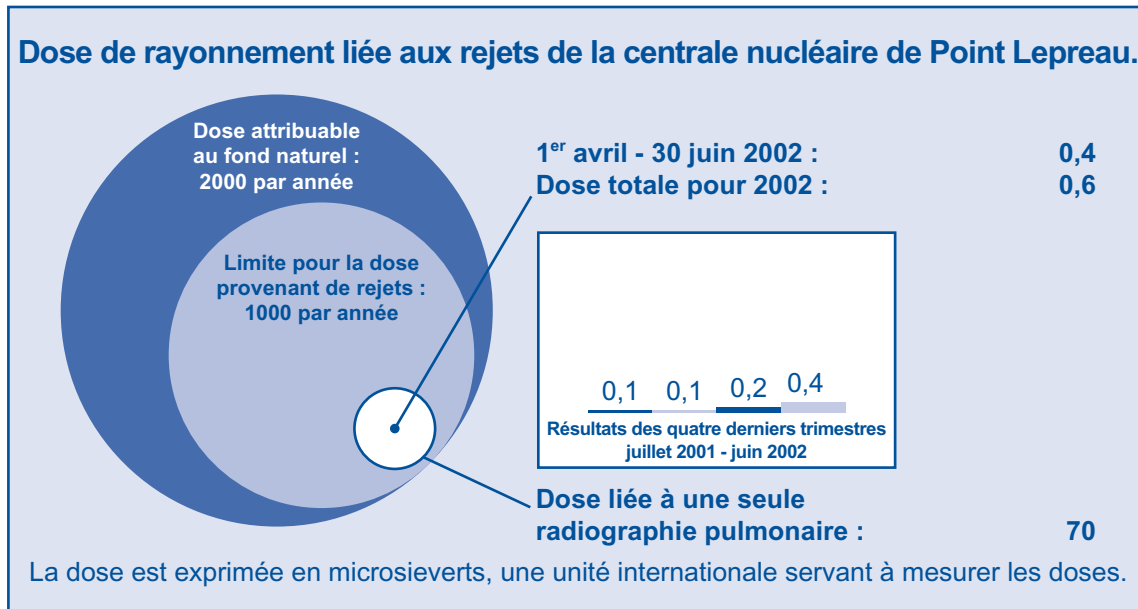 Dose de rayonnement liée aux rejets de la centrale nucléaire de Point Lepreau.
Dose attribuable
au fond naturel :
2000 par année
Limite pour la dose
provenant de rejets :
1000 par année
1er avril - 30 juin 2002 : 0,4
Dose totale pour 2002 : 0,6
0,1 0,1 0,2 0,4
Résultats des quatre derniers trimestres
juillet 2001 - juin 2002
Dose liée à une seule
radiographie pulmonaire : 70
La dose est exprimée en microsieverts, une unité internationale servant à mesurer les doses.